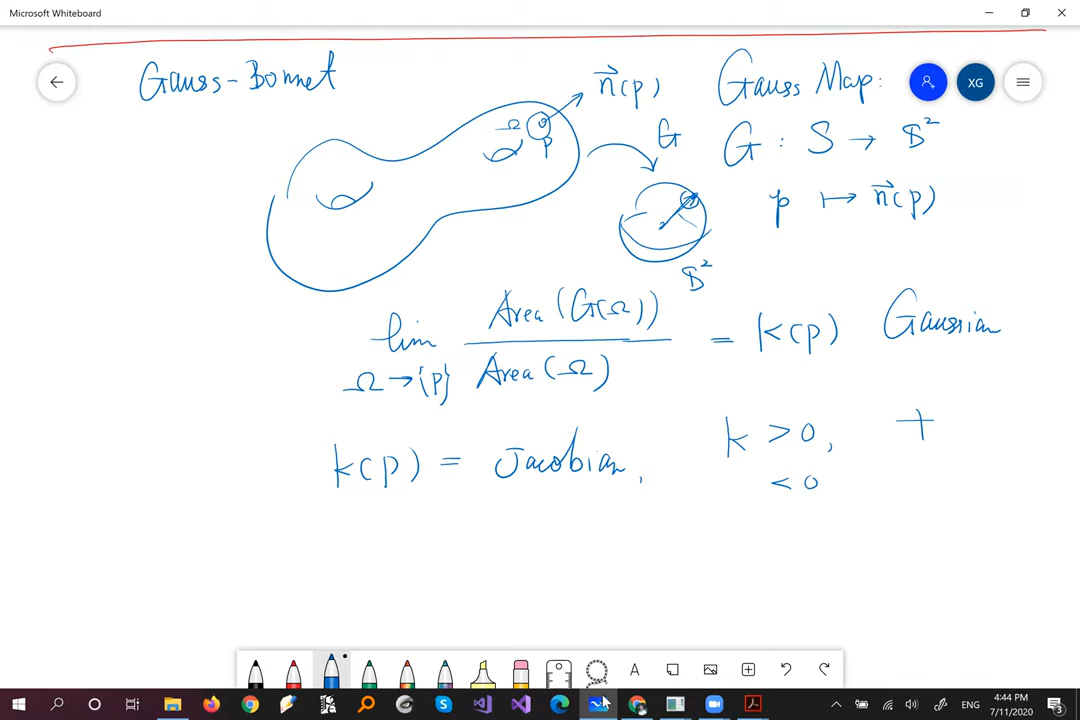 Microsoft Whiteboard
Gauss-Bonnet
n⃗(p)
Gauss Map:
XG
Ω
p
G
G : S → S²
p ↦ n⃗(p)
S²
lim Area(G(Ω)) / Area(Ω) = K(p) Gaussian
Ω→{p}
k(p) = Jacobian,
k > 0, +
< 0
A
4:44 PM
ENG
7/11/2020
3